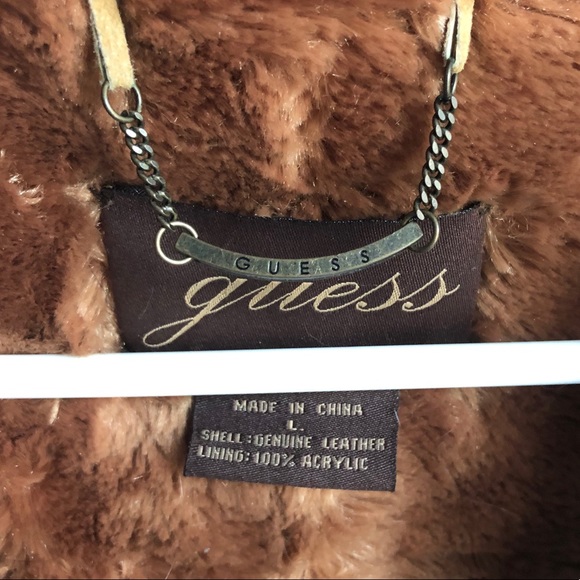 GUESS
guess
MADE IN CHINA
L.
SHELL:GENUINE LEATHER
LINING:100% ACRYLIC